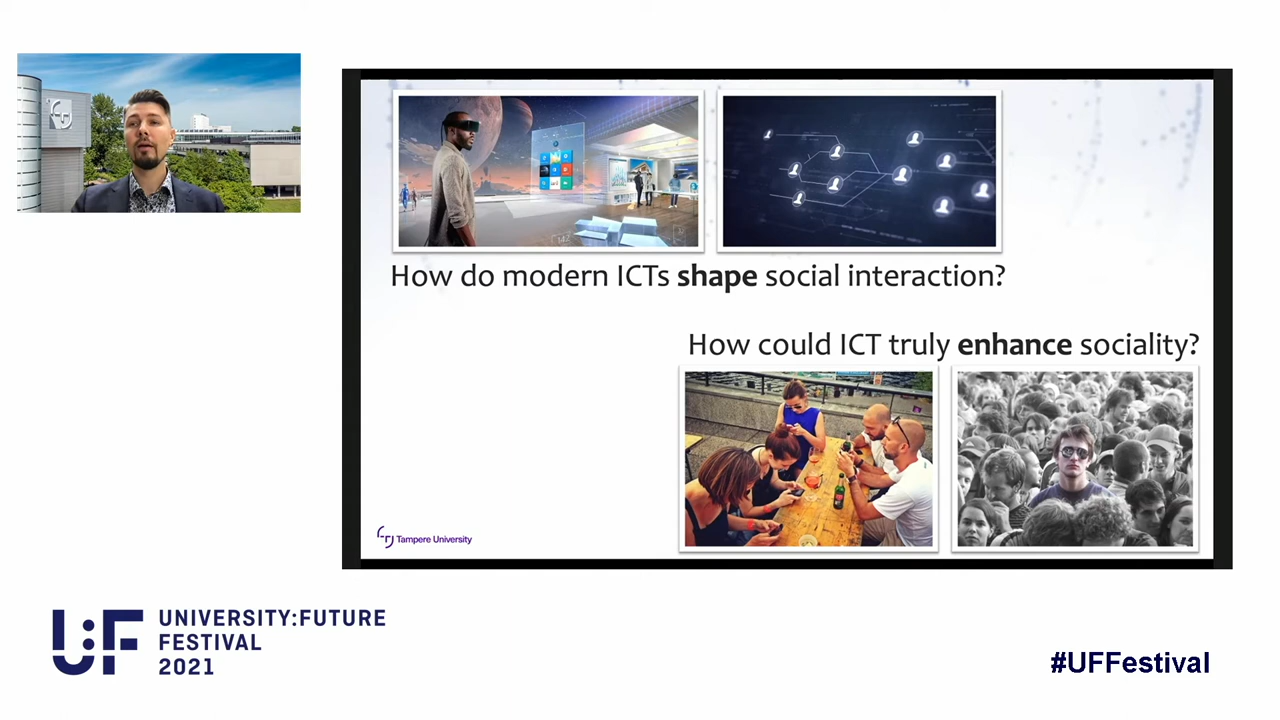 How do modern ICTs shape social interaction?
How could ICT truly enhance sociality?
Tampere University
U:F
UNIVERSITY:FUTURE
FESTIVAL
2021
#UFFestival